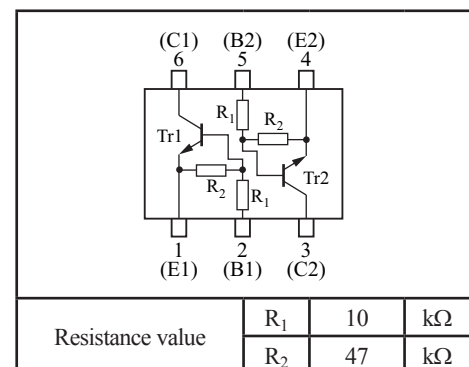 (C1) (B2) (E2)
6 5 4
R1 R2
Tr1
Tr2
R2 R1
1 2 3
(E1) (B1) (C2)
Resistance value R1 10 kΩ
R2 47 kΩ